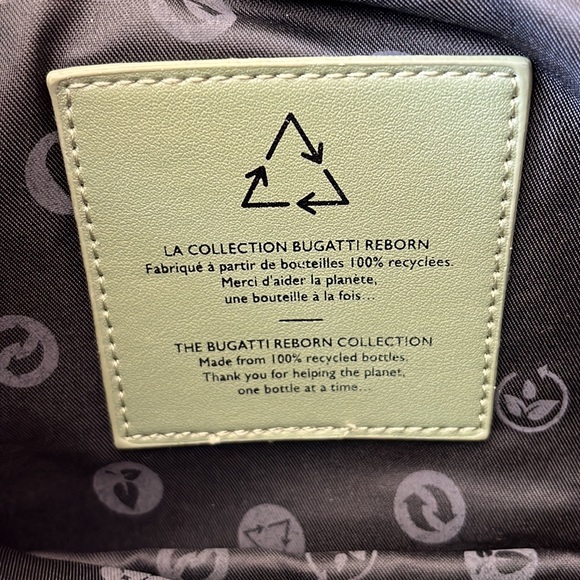 LA COLLECTION BUGATTI REBORN
Fabriqué à partir de bouteilles 100% recyclées.
Merci d'aider la planète,
une bouteille à la fois...
THE BUGATTI REBORN COLLECTION
Made from 100% recycled bottles.
Thank you for helping the planet,
one bottle at a time...